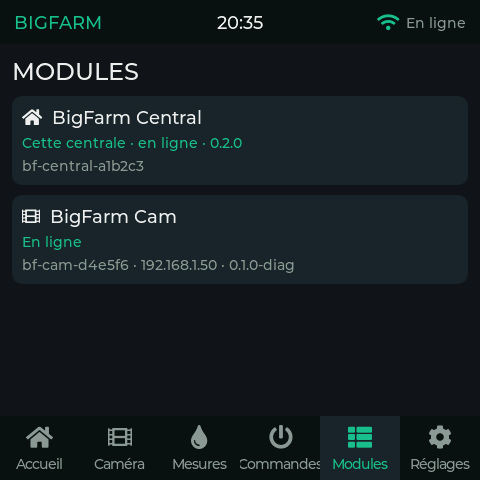 BIGFARM 20:35 En ligne
MODULES
BigFarm Central
Cette centrale · en ligne · 0.2.0
bf-central-a1b2c3
BigFarm Cam
En ligne
bf-cam-d4e5f6 · 192.168.1.50 · 0.1.0-diag
Accueil Caméra Mesures Commandes Modules Réglages